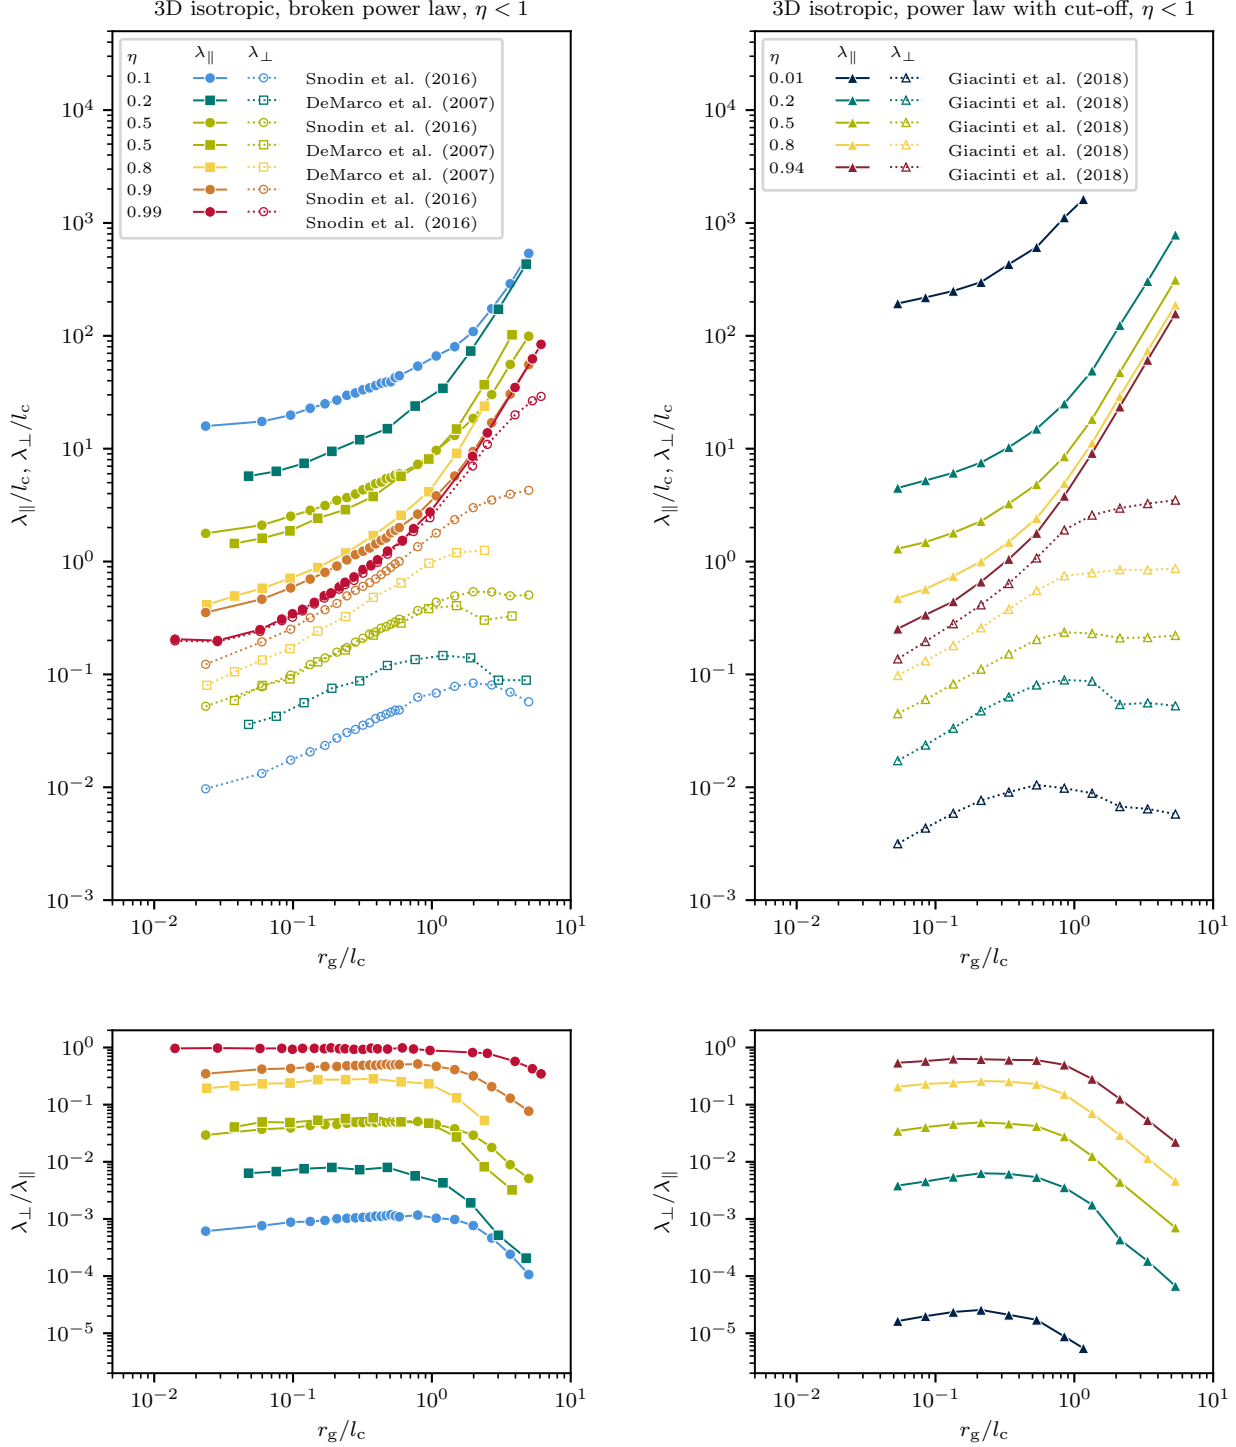 3D isotropic, broken power law, η < 1
η λ∥ λ⊥
0.1 Snodin et al. (2016)
0.2 DeMarco et al. (2007)
0.5 Snodin et al. (2016)
0.5 DeMarco et al. (2007)
0.8 DeMarco et al. (2007)
0.9 Snodin et al. (2016)
0.99 Snodin et al. (2016)
10⁴
10³
10²
10¹
10⁰
10⁻¹
10⁻²
10⁻³
λ∥/lc, λ⊥/lc
10⁻² 10⁻¹ 10⁰ 10¹
rg/lc
3D isotropic, power law with cut-off, η < 1
η λ∥ λ⊥
0.01 Giacinti et al. (2018)
0.2 Giacinti et al. (2018)
0.5 Giacinti et al. (2018)
0.8 Giacinti et al. (2018)
0.94 Giacinti et al. (2018)
10⁴
10³
10²
10¹
10⁰
10⁻¹
10⁻²
10⁻³
λ∥/lc, λ⊥/lc
10⁻² 10⁻¹ 10⁰ 10¹
rg/lc
10⁰
10⁻¹
10⁻²
10⁻³
10⁻⁴
10⁻⁵
λ⊥/λ∥
10⁻² 10⁻¹ 10⁰ 10¹
rg/lc
10⁰
10⁻¹
10⁻²
10⁻³
10⁻⁴
10⁻⁵
λ⊥/λ∥
10⁻² 10⁻¹ 10⁰ 10¹
rg/lc